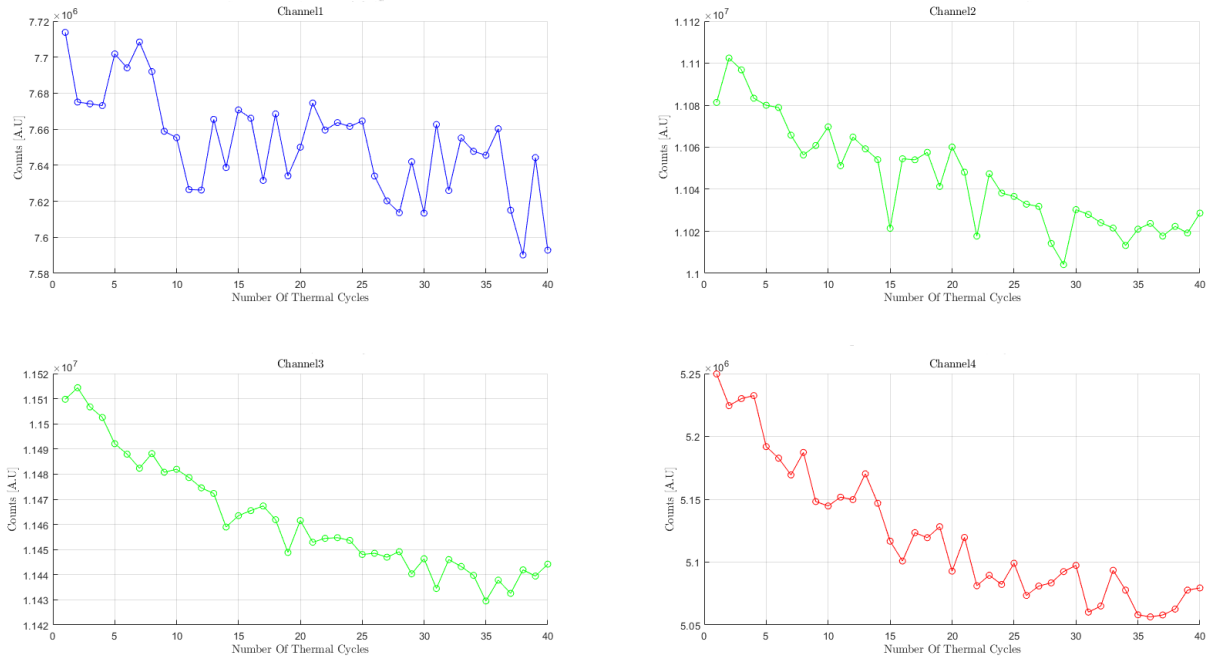 Channel1
×10^6
7.72
7.7
7.68
7.66
7.64
7.62
7.6
7.58
Counts [A.U]
0 5 10 15 20 25 30 35 40
Number Of Thermal Cycles
Channel2
×10^7
1.112
1.11
1.108
1.106
1.104
1.102
1.1
Counts [A.U]
0 5 10 15 20 25 30 35 40
Number Of Thermal Cycles
Channel3
×10^7
1.152
1.151
1.15
1.149
1.148
1.147
1.146
1.145
1.144
1.143
1.142
Counts [A.U]
0 5 10 15 20 25 30 35 40
Number Of Thermal Cycles
Channel4
×10^6
5.25
5.2
5.15
5.1
5.05
Counts [A.U]
0 5 10 15 20 25 30 35 40
Number Of Thermal Cycles